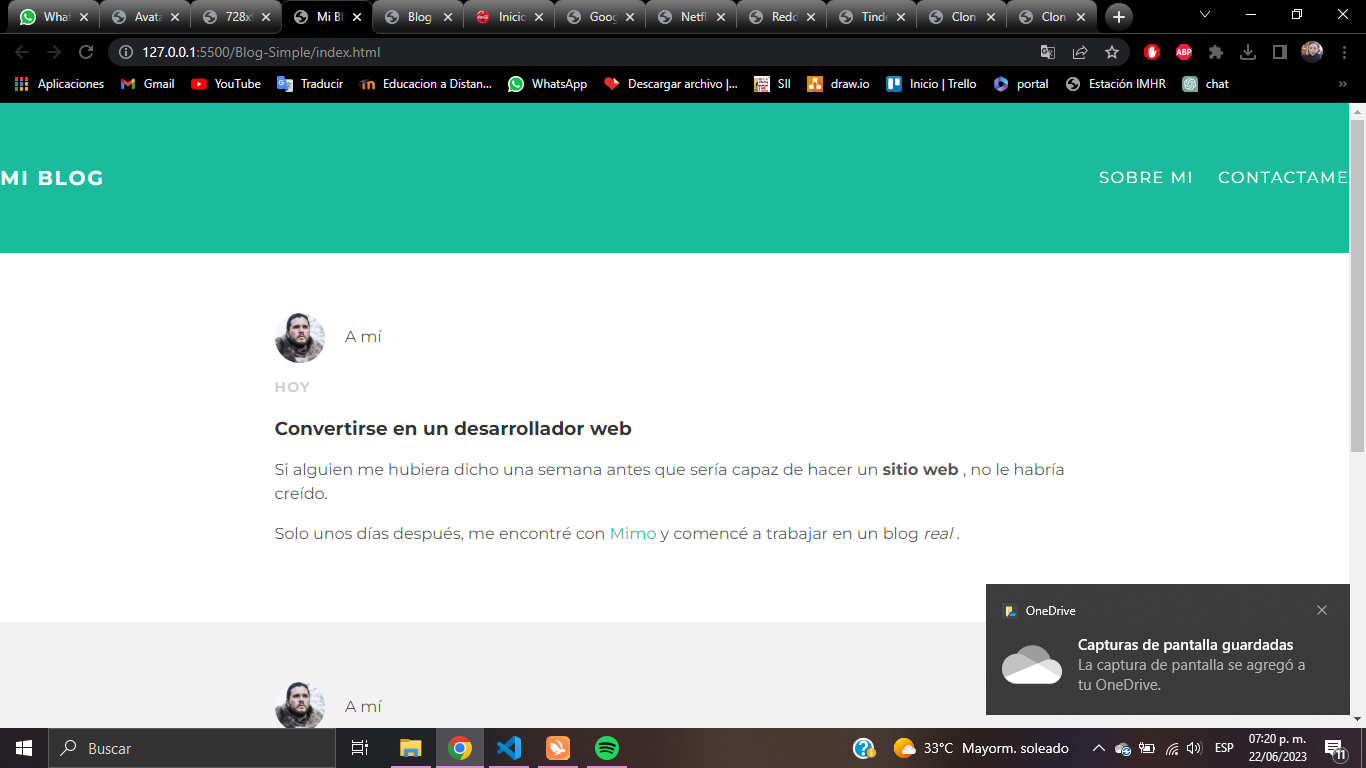 What
Avata
728x
Mi Bl
Blog
Inicio
Goog
Netfl
Redd
Tinde
Clon
Clon
127.0.0.1:5500/Blog-Simple/index.html
ABP
Aplicaciones
Gmail
YouTube
Traducir
Educacion a Distan...
WhatsApp
Descargar archivo |...
SII
draw.io
Inicio | Trello
portal
Estación IMHR
chat
»
MI BLOG
SOBRE MI
CONTACTAME
A mí
HOY
Convertirse en un desarrollador web
Si alguien me hubiera dicho una semana antes que sería capaz de hacer un sitio web , no le habría
creído.
Solo unos días después, me encontré con Mimo y comencé a trabajar en un blog real .
OneDrive
Capturas de pantalla guardadas
La captura de pantalla se agregó a
tu OneDrive.
A mí
Buscar
33°C Mayorm. soleado
ESP
07:20 p. m.
22/06/2023
11